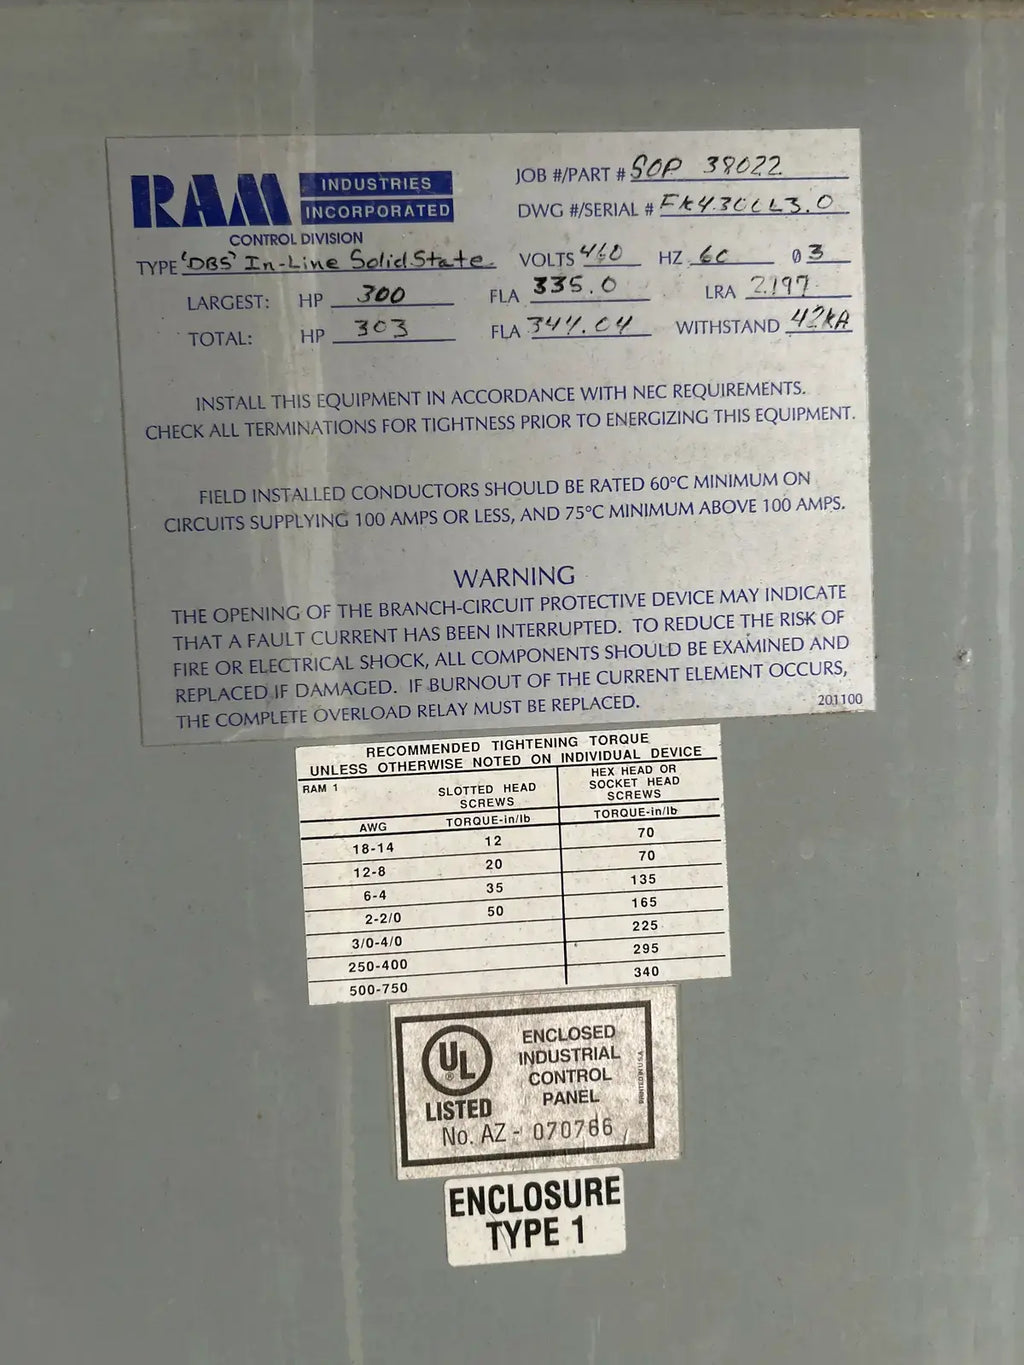 RAM INDUSTRIES INCORPORATED
CONTROL DIVISION
JOB #/PART # SOP 38022
DWG #/SERIAL #
TYPE 'DBS' In-Line Solid State VOLTS 460 HZ 60 Ø 3
LARGEST: HP 300 FLA 335.0 LRA 2197
TOTAL: HP 303 FLA 344.04 WITHSTAND 42kA
INSTALL THIS EQUIPMENT IN ACCORDANCE WITH NEC REQUIREMENTS.
CHECK ALL TERMINATIONS FOR TIGHTNESS PRIOR TO ENERGIZING THIS EQUIPMENT.
FIELD INSTALLED CONDUCTORS SHOULD BE RATED 60°C MINIMUM ON
CIRCUITS SUPPLYING 100 AMPS OR LESS, AND 75°C MINIMUM ABOVE 100 AMPS.
WARNING
THE OPENING OF THE BRANCH-CIRCUIT PROTECTIVE DEVICE MAY INDICATE
THAT A FAULT CURRENT HAS BEEN INTERRUPTED. TO REDUCE THE RISK OF
FIRE OR ELECTRICAL SHOCK, ALL COMPONENTS SHOULD BE EXAMINED AND
REPLACED IF DAMAGED. IF BURNOUT OF THE CURRENT ELEMENT OCCURS,
THE COMPLETE OVERLOAD RELAY MUST BE REPLACED.
201100
RECOMMENDED TIGHTENING TORQUE
UNLESS OTHERWISE NOTED ON INDIVIDUAL DEVICE
RAM 1 SLOTTED HEAD SCREWS HEX HEAD OR SOCKET HEAD SCREWS
AWG TORQUE-in/lb TORQUE-in/lb
18-14 12 70
12-8 20 70
6-4 35 135
2-2/0 50 165
3/0-4/0 225
250-400 295
500-750 340
UL ®
LISTED
ENCLOSED
INDUSTRIAL
CONTROL
PANEL
PRINTED IN U.S.A.
No. AZ - 070766
ENCLOSURE
TYPE 1